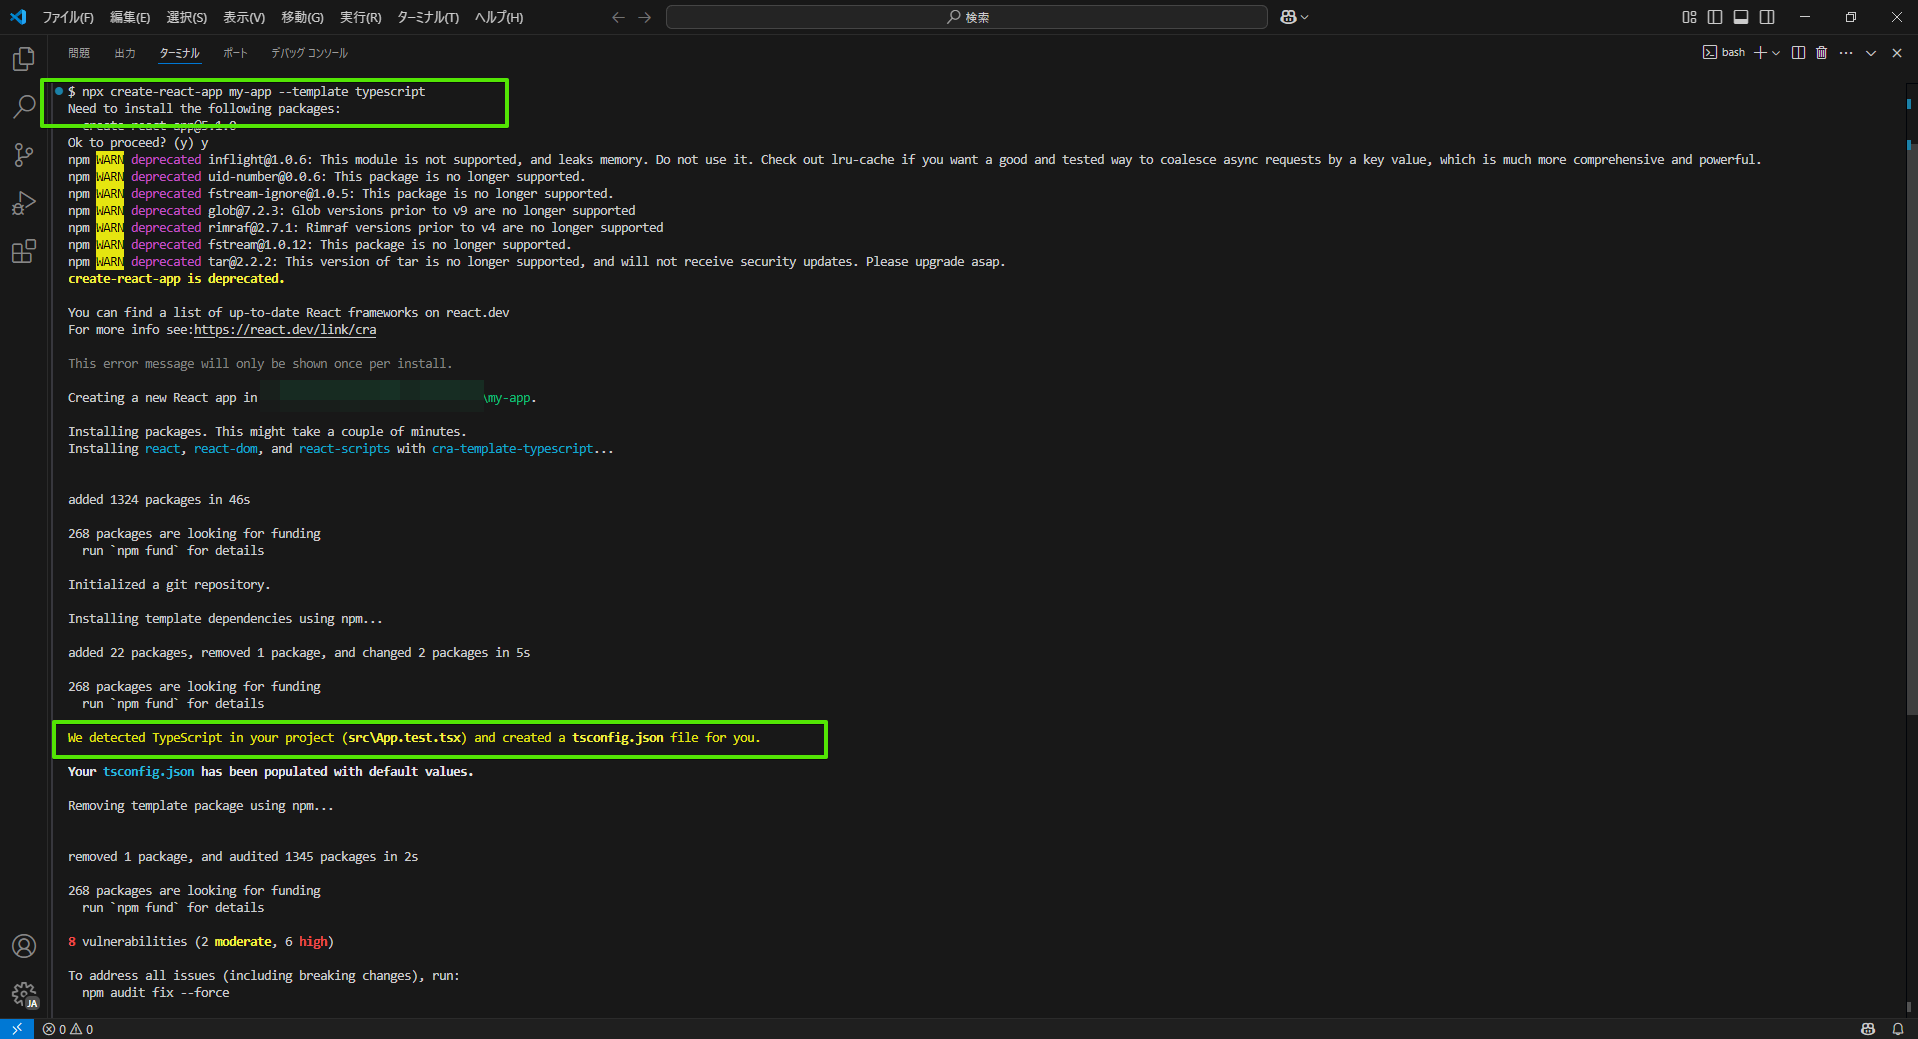 ファイル(F) 編集(E) 選択(S) 表示(V) 移動(G) 実行(R) ターミナル(T) ヘルプ(H) 検索
問題 出力 ターミナル ポート デバッグ コンソール bash
$ npx create-react-app my-app --template typescript
Need to install the following packages:
create-react-app@5.1.0
Ok to proceed? (y) y
npm WARN deprecated inflight@1.0.6: This module is not supported, and leaks memory. Do not use it. Check out lru-cache if you want a good and tested way to coalesce async requests by a key value, which is much more comprehensive and powerful.
npm WARN deprecated uid-number@0.0.6: This package is no longer supported.
npm WARN deprecated fstream-ignore@1.0.5: This package is no longer supported.
npm WARN deprecated glob@7.2.3: Glob versions prior to v9 are no longer supported
npm WARN deprecated rimraf@2.7.1: Rimraf versions prior to v4 are no longer supported
npm WARN deprecated fstream@1.0.12: This package is no longer supported.
npm WARN deprecated tar@2.2.2: This version of tar is no longer supported, and will not receive security updates. Please upgrade asap.
create-react-app is deprecated.
You can find a list of up-to-date React frameworks on react.dev
For more info see:https://react.dev/link/cra
This error message will only be shown once per install.
Creating a new React app in \my-app.
Installing packages. This might take a couple of minutes.
Installing react, react-dom, and react-scripts with cra-template-typescript...
added 1324 packages in 46s
268 packages are looking for funding
run `npm fund` for details
Initialized a git repository.
Installing template dependencies using npm...
added 22 packages, removed 1 package, and changed 2 packages in 5s
268 packages are looking for funding
run `npm fund` for details
We detected TypeScript in your project (src\App.test.tsx) and created a tsconfig.json file for you.
Your tsconfig.json has been populated with default values.
Removing template package using npm...
removed 1 package, and audited 1345 packages in 2s
268 packages are looking for funding
run `npm fund` for details
8 vulnerabilities (2 moderate, 6 high)
To address all issues (including breaking changes), run:
npm audit fix --force
JA
0 0